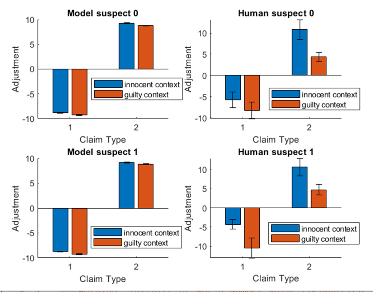 Model suspect 0
Adjustment
10
5
0
-5
-10
innocent context
guilty context
1
2
Claim Type
Human suspect 0
Adjustment
10
5
0
-5
-10
innocent context
guilty context
1
2
Claim Type
Model suspect 1
Adjustment
10
5
0
-5
-10
innocent context
guilty context
1
2
Claim Type
Human suspect 1
Adjustment
10
5
0
-5
-10
innocent context
guilty context
1
2
Claim Type